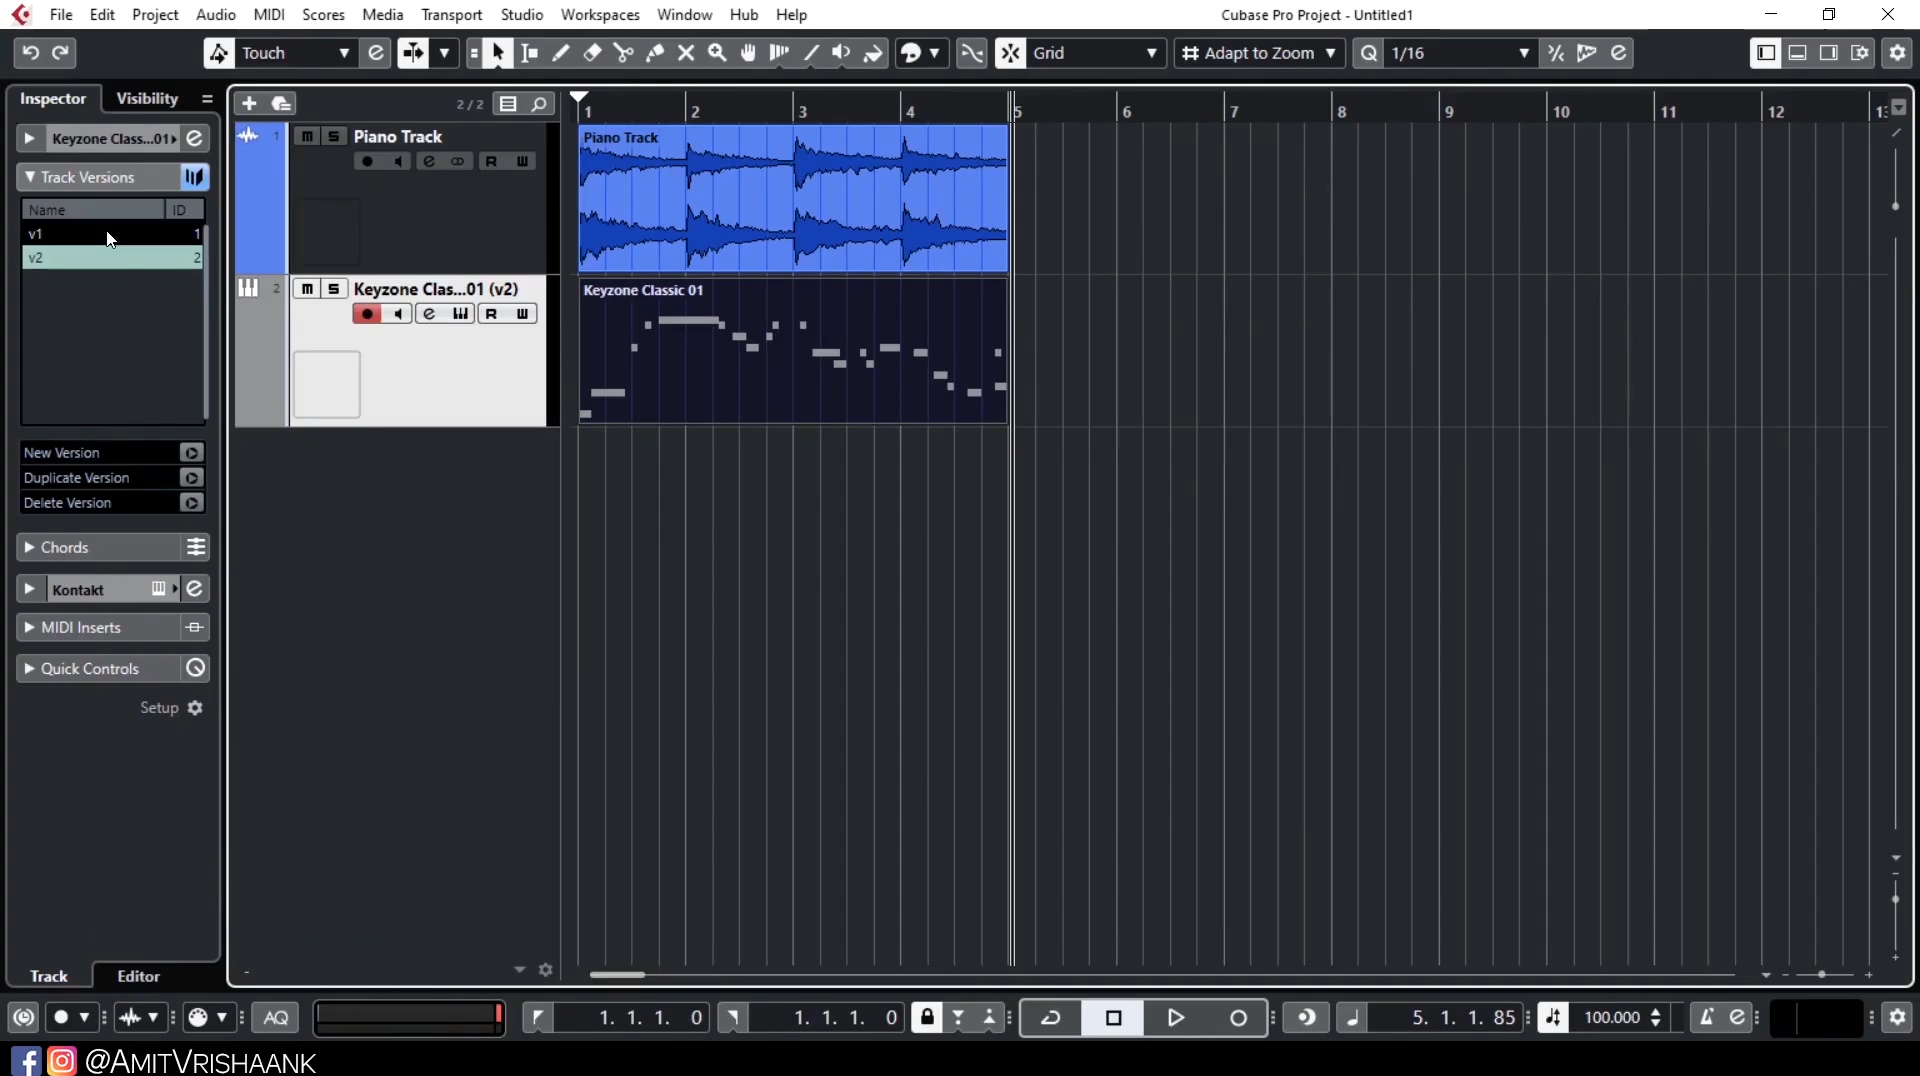 File Edit Project Audio MIDI Scores Media Transport Studio Workspaces Window Hub Help
Cubase Pro Project - Untitled1
Touch
Grid
Adapt to Zoom
Q 1/16
Inspector Visibility
2 / 2
1 2 3 4 5 6 7 8 9 10 11 12
Keyzone Class...01
Track Versions
Name ID
v1 1
v2 2
New Version
Duplicate Version
Delete Version
Chords
Kontakt
MIDI Inserts
Quick Controls
Setup
1 m S Piano Track
R W
Piano Track
2 m S Keyzone Clas...01 (v2)
R W
Keyzone Classic 01
Track Editor
AQ
1. 1. 1. 0
1. 1. 1. 0
5. 1. 1. 85
100.000
@AmitVrishaank